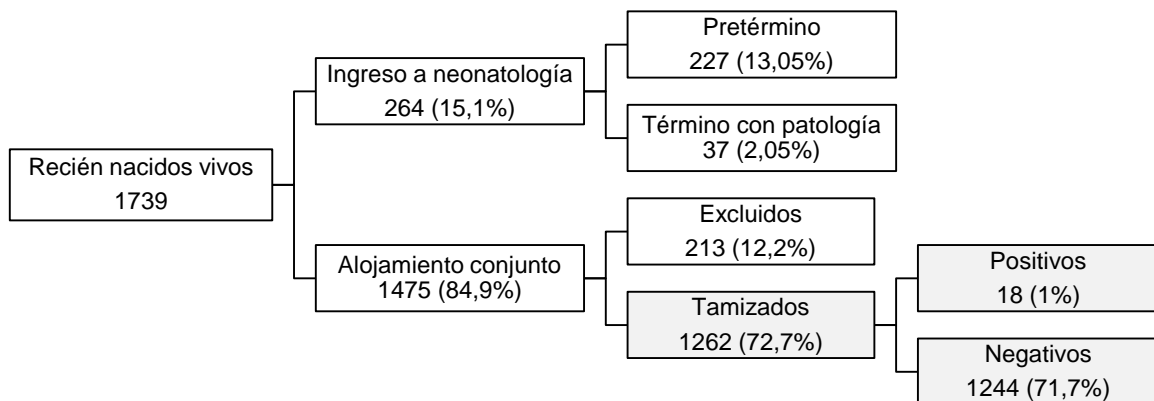 Recién nacidos vivos
1739
Ingreso a neonatología
264 (15,1%)
Pretérmino
227 (13,05%)
Término con patología
37 (2,05%)
Alojamiento conjunto
1475 (84,9%)
Excluidos
213 (12,2%)
Tamizados
1262 (72,7%)
Positivos
18 (1%)
Negativos
1244 (71,7%)